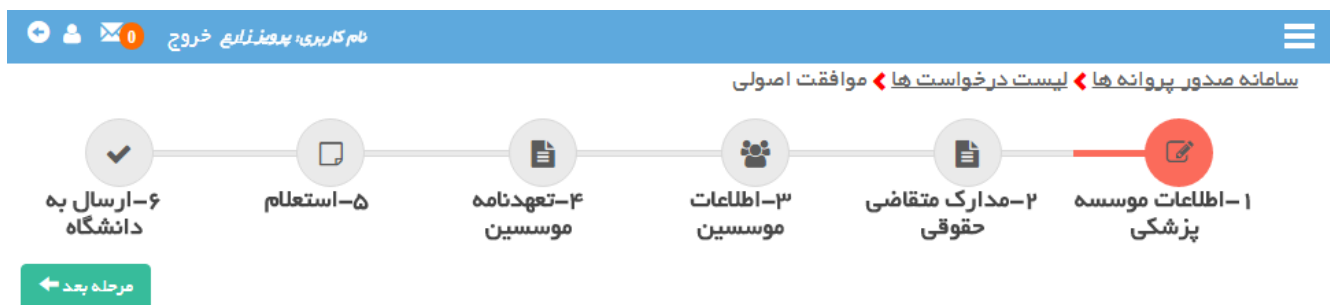 نام کاربری: پرویز زارع خروج 0
سامانه صدور پروانه ها لیست درخواست ها موافقت اصولی
۱-اطلاعات موسسه پزشکی
۲-مدارک متقاضی حقوقی
۳-اطلاعات موسسین
۴-تعهدنامه موسسین
۵-استعلام
۶-ارسال به دانشگاه
مرحله بعد